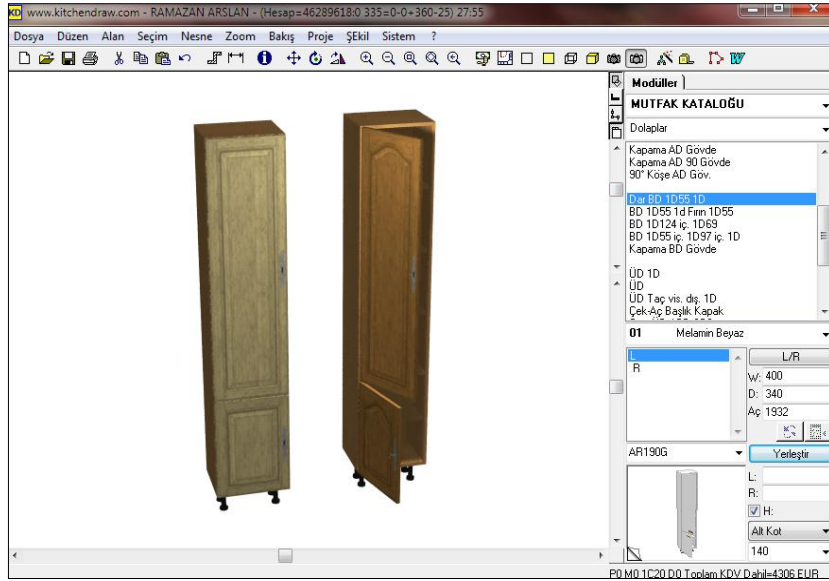 KD www.kitchendraw.com - RAMAZAN ARSLAN - (Hesap=46289618:0 335=0-0+360-25) 27:55
Dosya Düzen Alan Seçim Nesne Zoom Bakış Proje ŞEkil Sistem ?
Modüller
MUTFAK KATALOĞU
Dolaplar
Kapama AD Gövde
Kapama AD 90 Gövde
90° Köşe AD Göv.
Dar BD 1D55 1D
BD 1D55 1d Fırın 1D55
BD 1D124 iç. 1D69
BD 1D55 iç. 1D97 iç. 1D
Kapama BD Gövde
ÜD 1D
ÜD
ÜD Taç vis. dış. 1D
Çek-Aç Başlık Kapak
01 Melamin Beyaz
L
R
L/R
W: 400
D: 340
Aç 1932
AR190G
Yerleştir
L:
R:
H:
Alt Kot
140
P0 M0 1C20 D0 Toplam KDV Dahil=4306 EUR